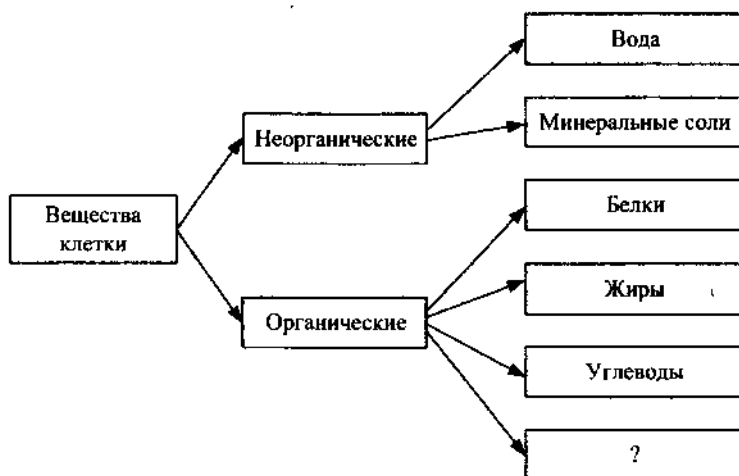 Вода
Неорганические
Минеральные соли
Вещества
клетки
Белки
Жиры
Органические
Углеводы
?